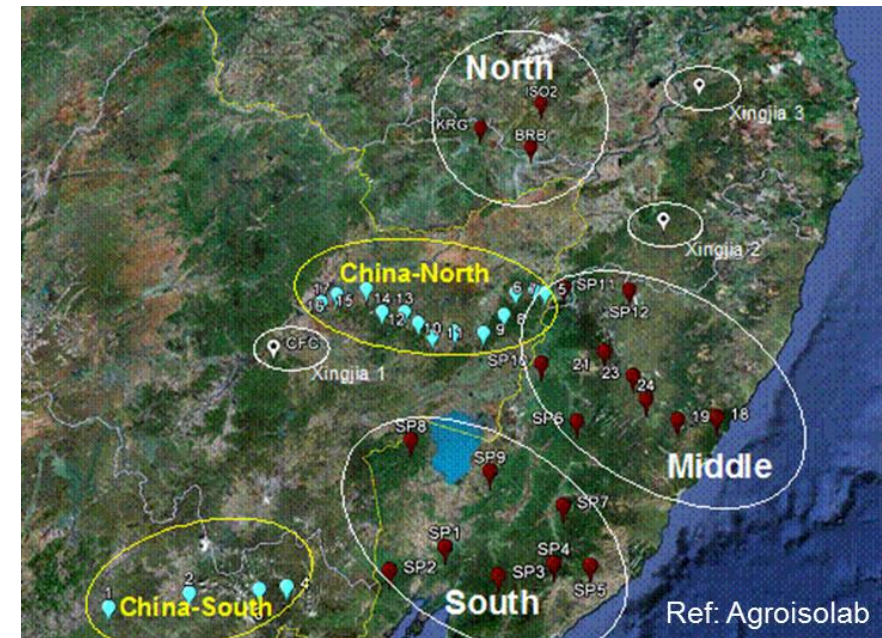 North
ISO2
KRG
BRB
Xingjia 3
Xingjia 2
China-North
17
16
15
14
13
12
10
11
6
7
5
8
9
SP11
SP12
SP10
21
23
24
19
18
CFC
Xingjia 1
SP8
SP6
SP9
Middle
SP7
SP1
SP2
SP3
SP4
SP5
South
1
2
3
4
China-South
Ref: Agroisolab